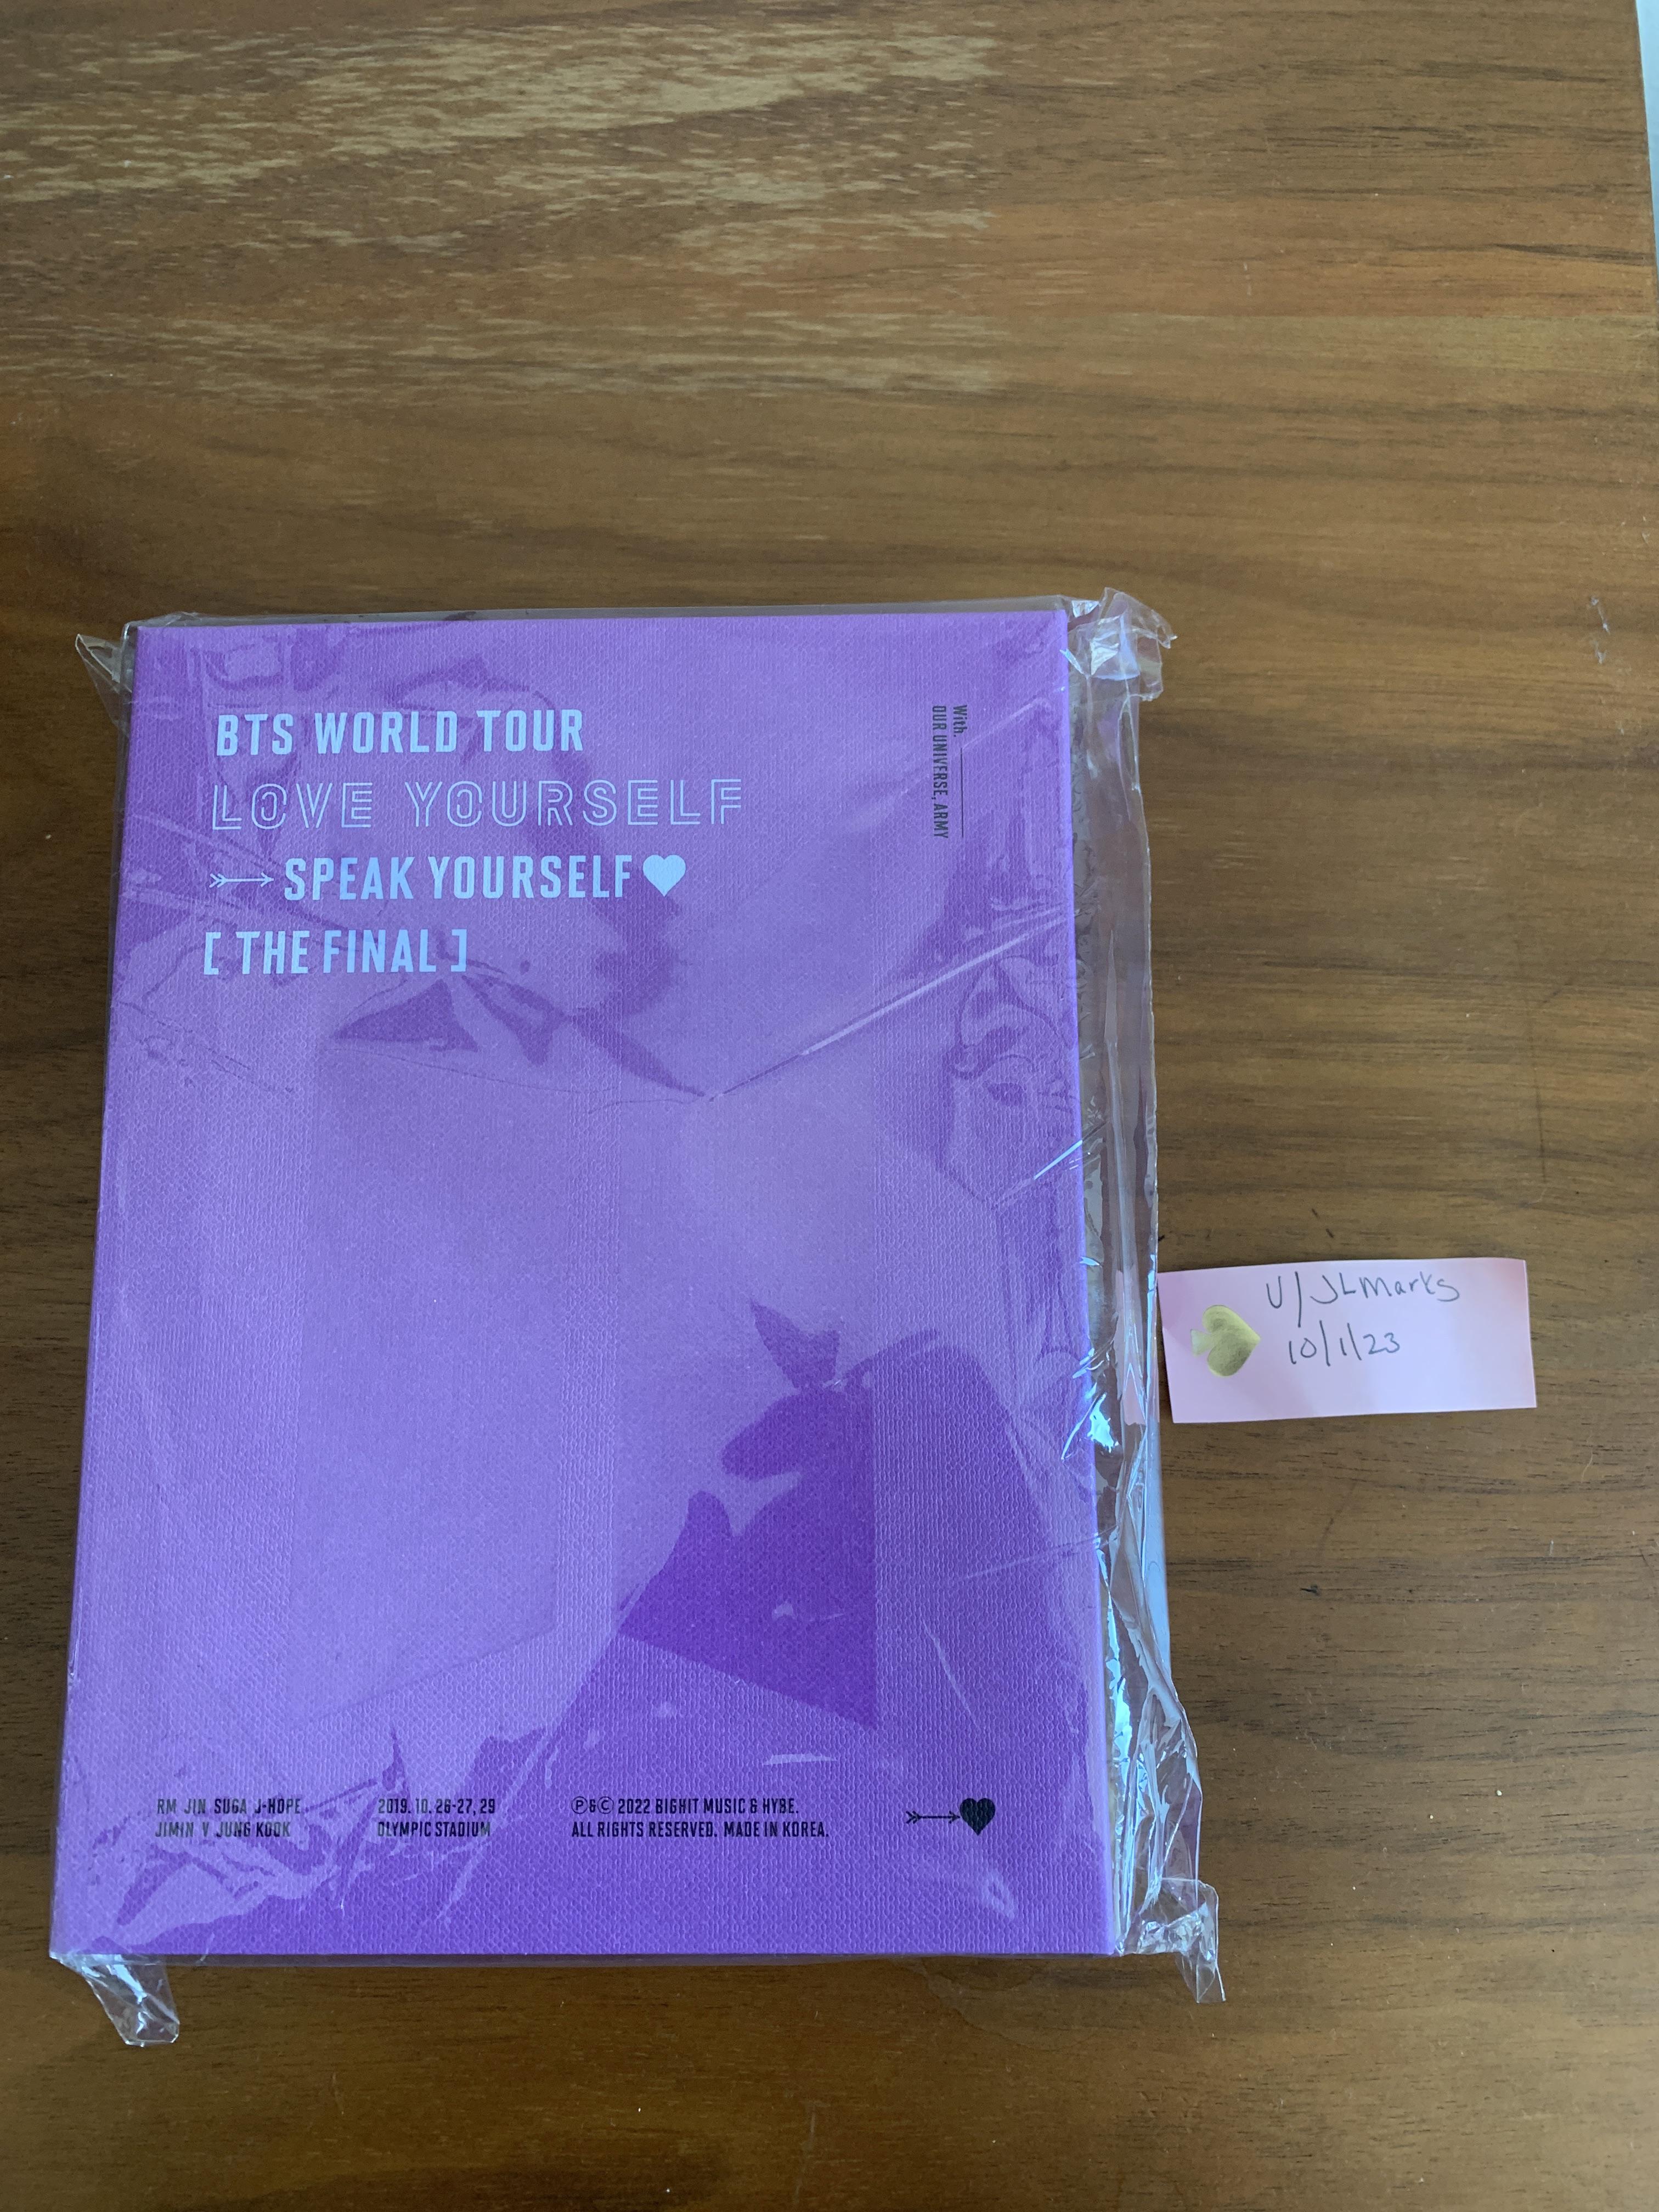 BTS WORLD TOUR
LOVE YOURSELF
SPEAK YOURSELF
[ THE FINAL ]
With.
OUR UNIVERSE, ARMY
U/JLMarks
10/1/23
RM JIN SUGA J-HOPE
JIMIN V JUNG KOOK
2019. 10. 26-27, 29
OLYMPIC STADIUM
Ⓟ&Ⓒ 2022 BIGHIT MUSIC & HYBE.
ALL RIGHTS RESERVED. MADE IN KOREA.